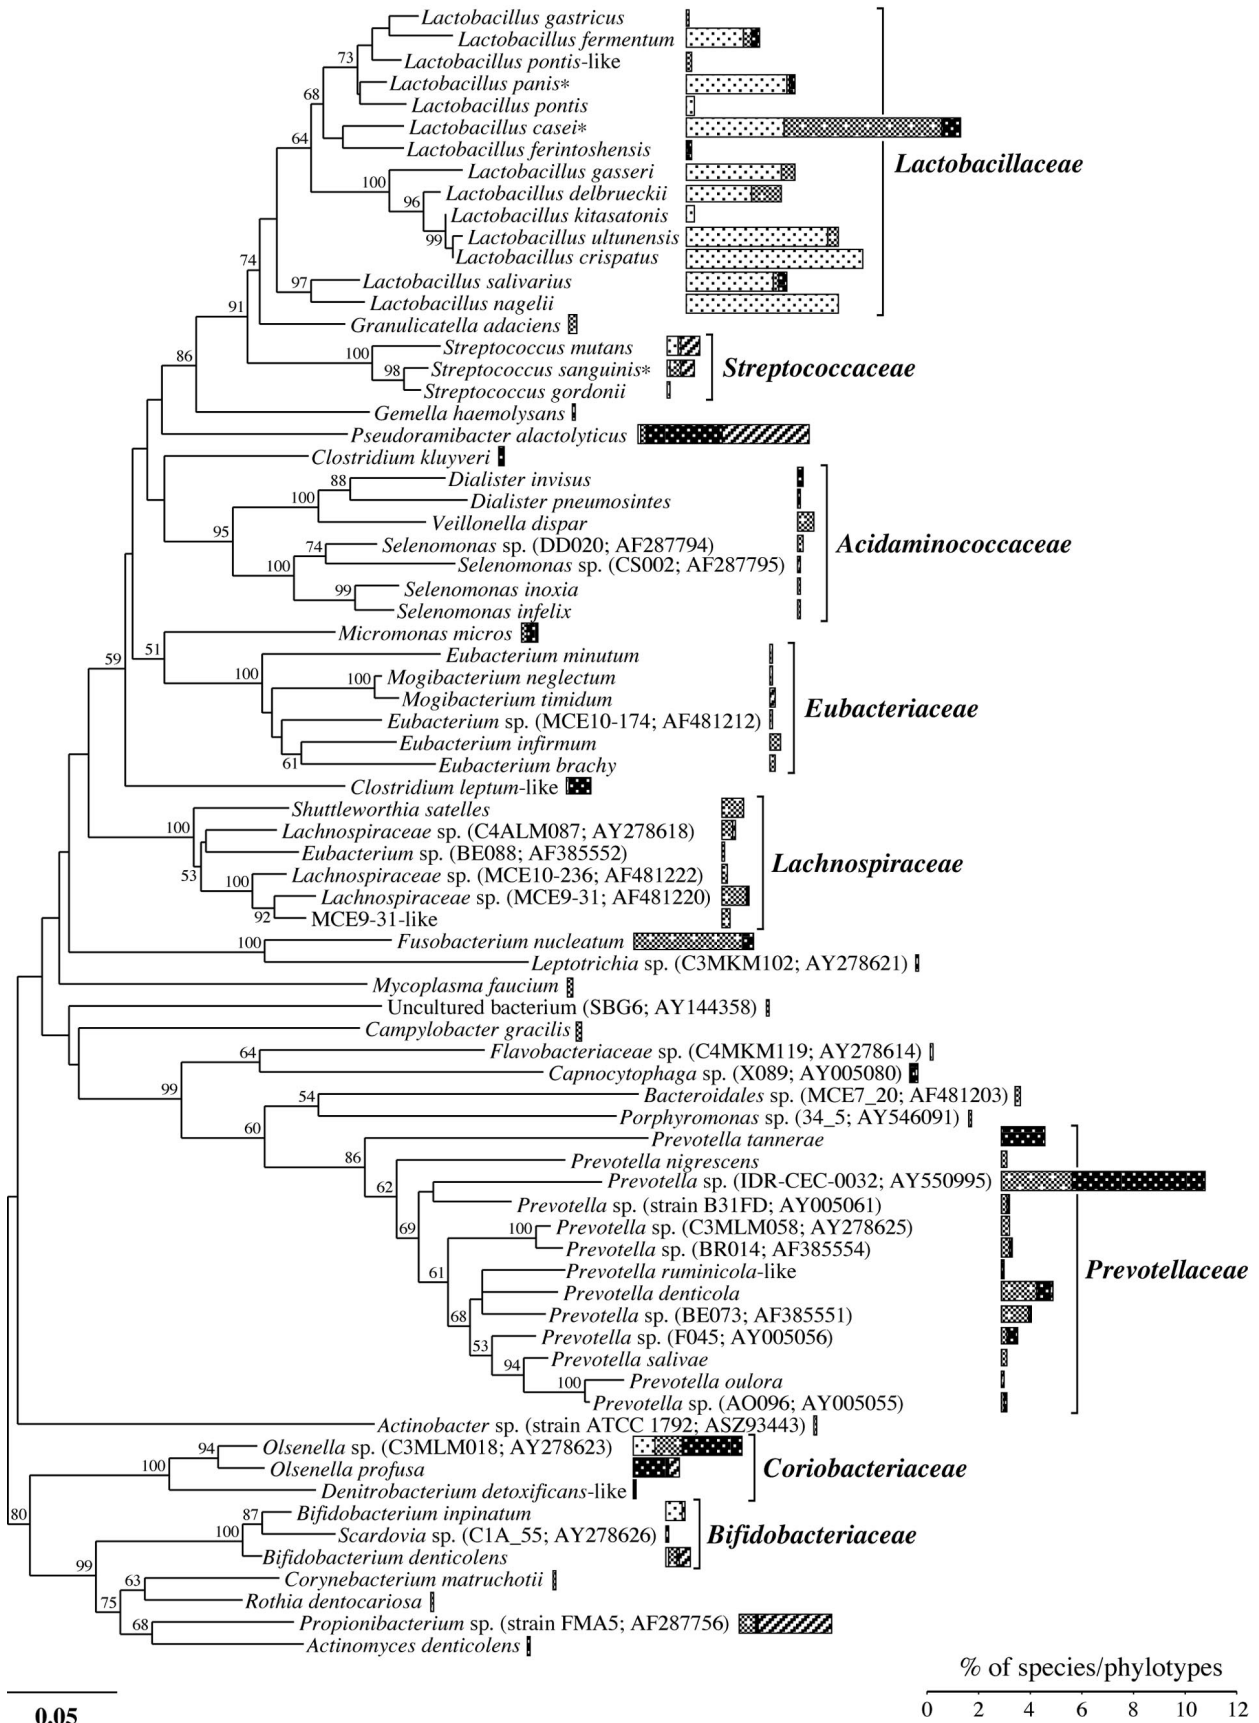 Lactobacillus gastricus
Lactobacillus fermentum
Lactobacillus pontis-like
73
Lactobacillus panis*
68
Lactobacillus pontis
Lactobacillus casei*
64
Lactobacillus ferintoshensis
Lactobacillaceae
Lactobacillus gasseri
100
Lactobacillus delbrueckii
96
Lactobacillus kitasatonis
99
Lactobacillus ultunensis
Lactobacillus crispatus
74
Lactobacillus salivarius
97
Lactobacillus nagelii
91
Granulicatella adaciens
Streptococcus mutans
100
86
Streptococcus sanguinis*
98
Streptococcaceae
Streptococcus gordonii
Gemella haemolysans
Pseudoramibacter alactolyticus
Clostridium kluyveri
Dialister invisus
88
Dialister pneumosintes
100
Veillonella dispar
95
Selenomonas sp. (DD020; AF287794)
74
Acidaminococcaceae
Selenomonas sp. (CS002; AF287795)
100
Selenomonas inoxia
99
Selenomonas infelix
Micromonas micros
51
59
Eubacterium minutum
100
Mogibacterium neglectum
100
Mogibacterium timidum
Eubacteriaceae
Eubacterium sp. (MCE10-174; AF481212)
Eubacterium infirmum
61
Eubacterium brachy
Clostridium leptum-like
Shuttleworthia satelles
100
Lachnospiraceae sp. (C4ALM087; AY278618)
Eubacterium sp. (BE088; AF385552)
Lachnospiraceae
53
Lachnospiraceae sp. (MCE10-236; AF481222)
100
Lachnospiraceae sp. (MCE9-31; AF481220)
92
MCE9-31-like
100
Fusobacterium nucleatum
Leptotrichia sp. (C3MKM102; AY278621)
Mycoplasma faucium
Uncultured bacterium (SBG6; AY144358)
Campylobacter gracilis
64
Flavobacteriaceae sp. (C4MKM119; AY278614)
Capnocytophaga sp. (X089; AY005080)
99
54
Bacteroidales sp. (MCE7_20; AF481203)
Porphyromonas sp. (34_5; AY546091)
60
Prevotella tannerae
86
Prevotella nigrescens
62
Prevotella sp. (IDR-CEC-0032; AY550995)
Prevotella sp. (strain B31FD; AY005061)
69
Prevotella sp. (C3MLM058; AY278625)
100
Prevotella sp. (BR014; AF385554)
61
Prevotella ruminicola-like
Prevotellaceae
Prevotella denticola
68
Prevotella sp. (BE073; AF385551)
Prevotella sp. (F045; AY005056)
53
Prevotella salivae
94
Prevotella oulora
100
Prevotella sp. (AO096; AY005055)
Actinobacter sp. (strain ATCC 1792; ASZ93443)
94
Olsenella sp. (C3MLM018; AY278623)
100
Olsenella profusa
Coriobacteriaceae
Denitrobacterium detoxificans-like
80
87
Bifidobacterium inpinatum
100
Scardovia sp. (C1A_55; AY278626)
Bifidobacteriaceae
Bifidobacterium denticolens
99
63
Corynebacterium matruchotii
75
Rothia dentocariosa
68
Propionibacterium sp. (strain FMA5; AF287756)
Actinomyces denticolens
% of species/phylotypes
0.05
0 2 4 6 8 10 12